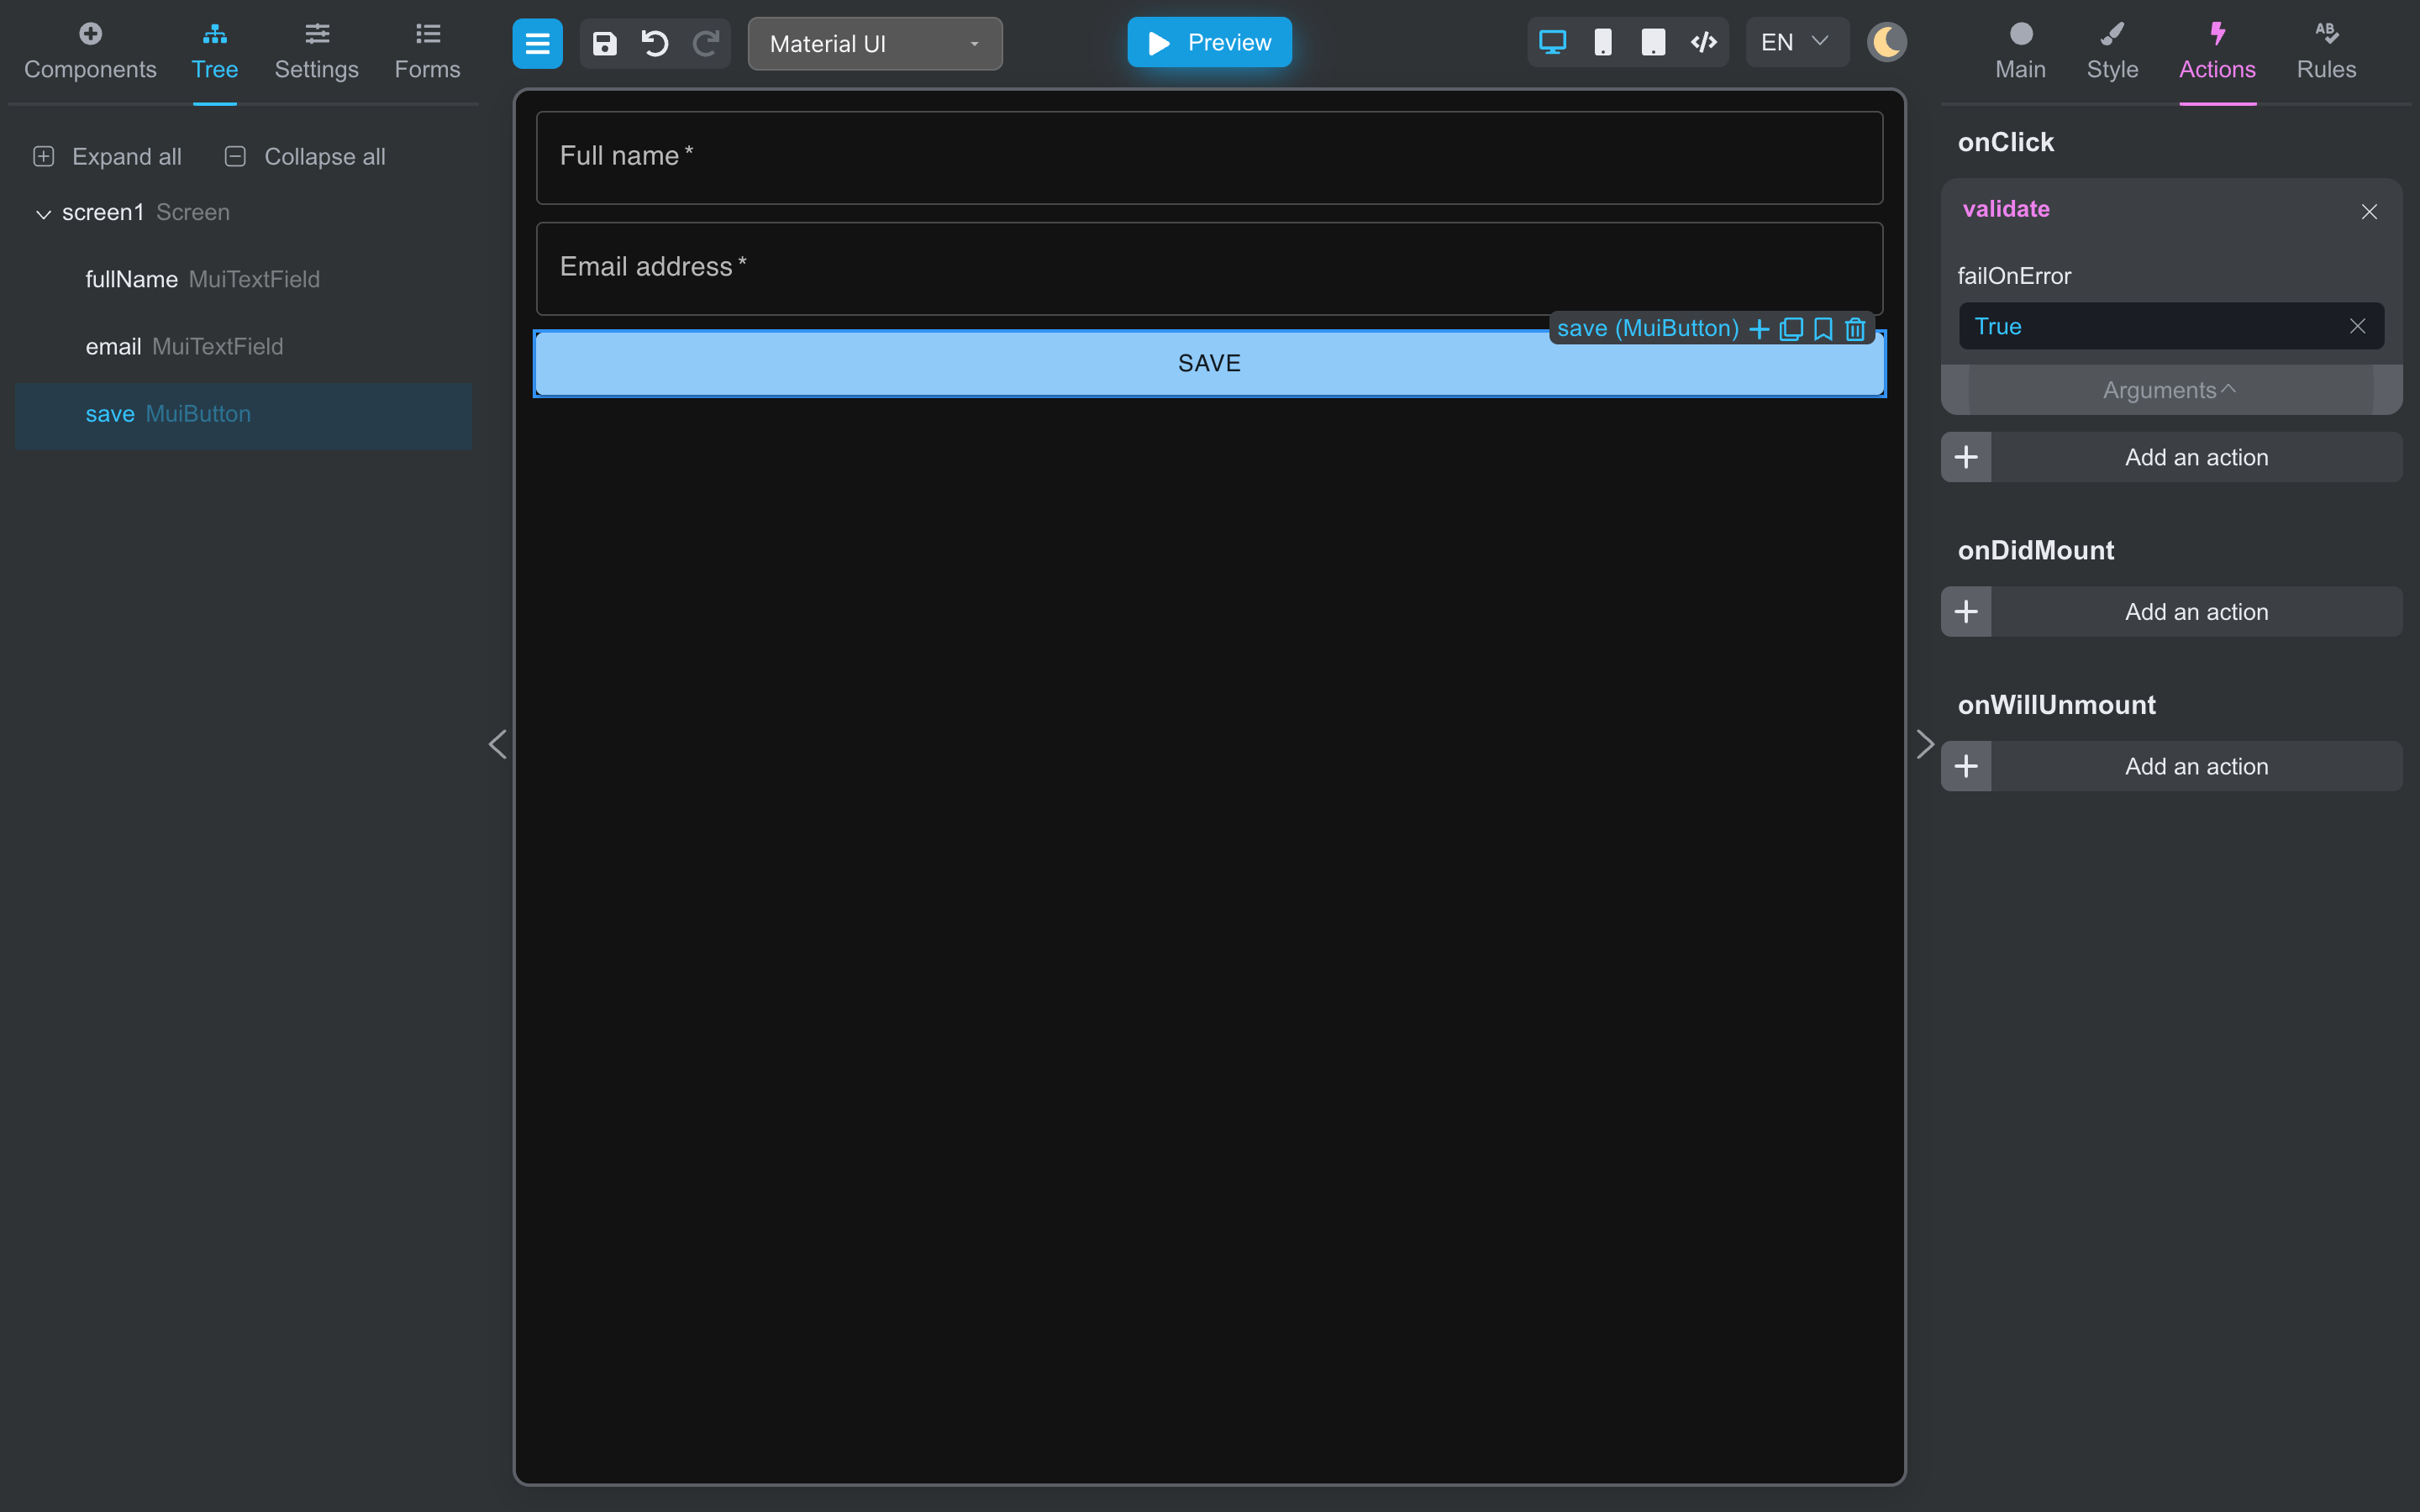 Components Tree Settings Forms
Material UI
Preview
EN
Main Style Actions Rules
Expand all Collapse all
screen1 Screen
fullName MuiTextField
email MuiTextField
save MuiButton
Full name *
Email address *
save (MuiButton)
SAVE
onClick
validate
failOnError
True
Arguments
Add an action
onDidMount
Add an action
onWillUnmount
Add an action